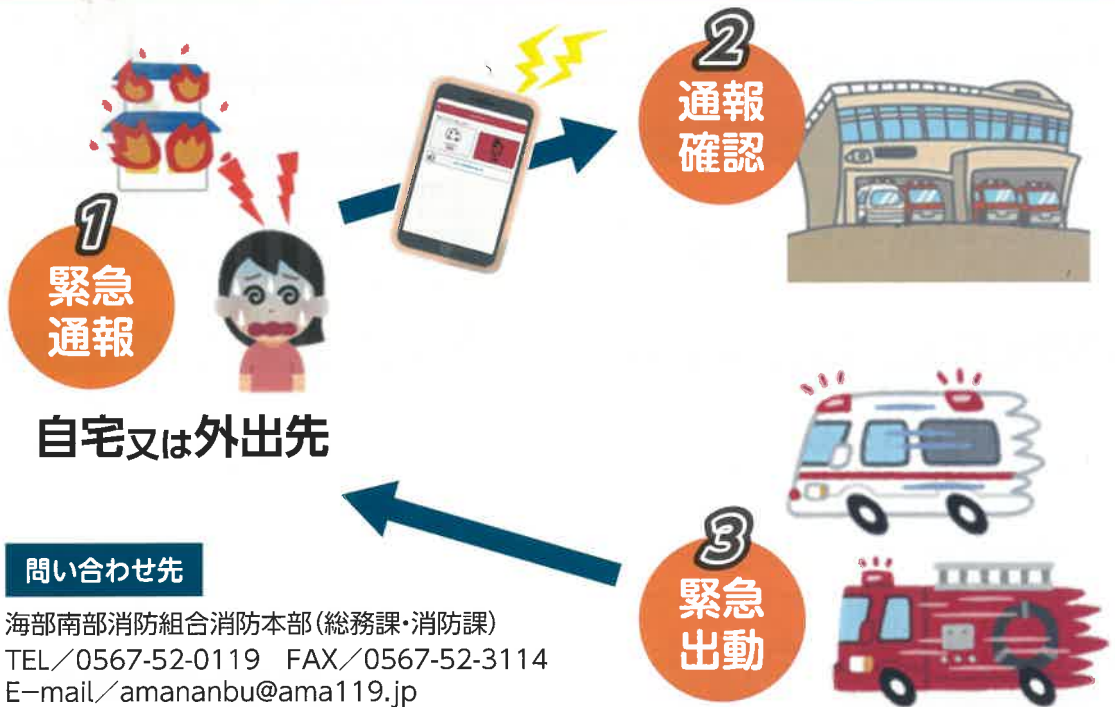 1
緊急
通報
2
通報
確認
自宅又は外出先
3
緊急
出動
問い合わせ先
海部南部消防組合消防本部(総務課・消防課)
TEL／0567-52-0119 FAX／0567-52-3114
E-mail／amananbu@ama119.jp